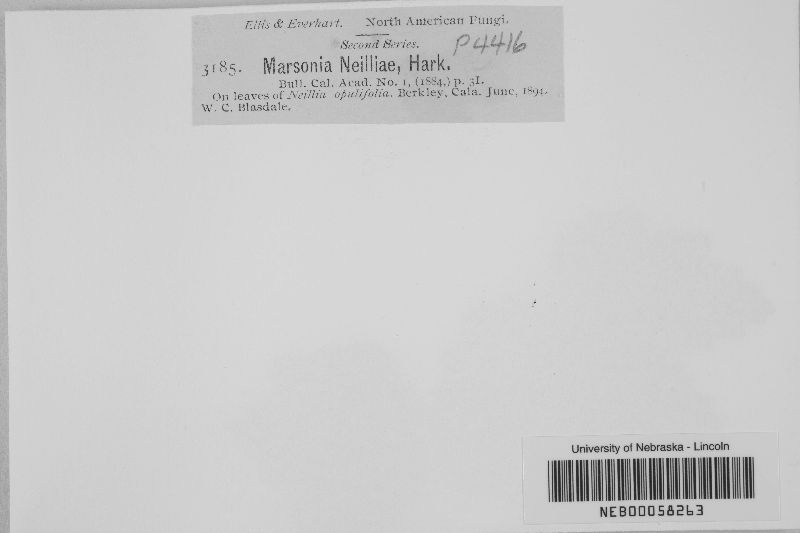 Ellis & Everhart. North American Fungi.
Second Series.
P4416
3185. Marsonia Neilliae, Hark.
Bull. Cal. Acad. No. 1, (1884,) p. 31.
On leaves of Neillia opulifolia. Berkley, Cala. June, 1894.
W. C. Blasdale.
University of Nebraska - Lincoln
NEB00058263